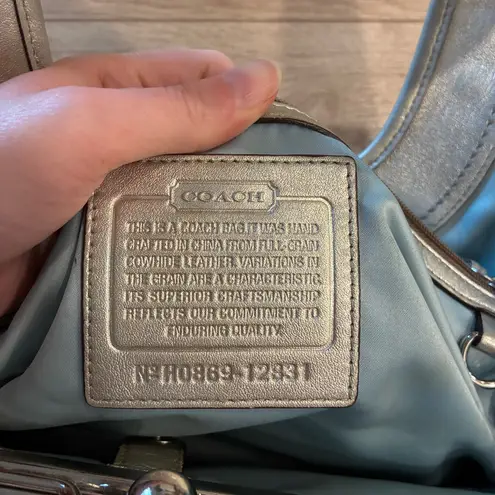 COACH
THIS IS A COACH BAG. IT WAS HAND
CRAFTED IN CHINA FROM FULL-GRAIN
COWHIDE LEATHER. VARIATIONS IN
THE GRAIN ARE A CHARACTERISTIC.
ITS SUPERIOR CRAFTSMANSHIP
REFLECTS OUR COMMITMENT TO
ENDURING QUALITY.
No H0869-12931